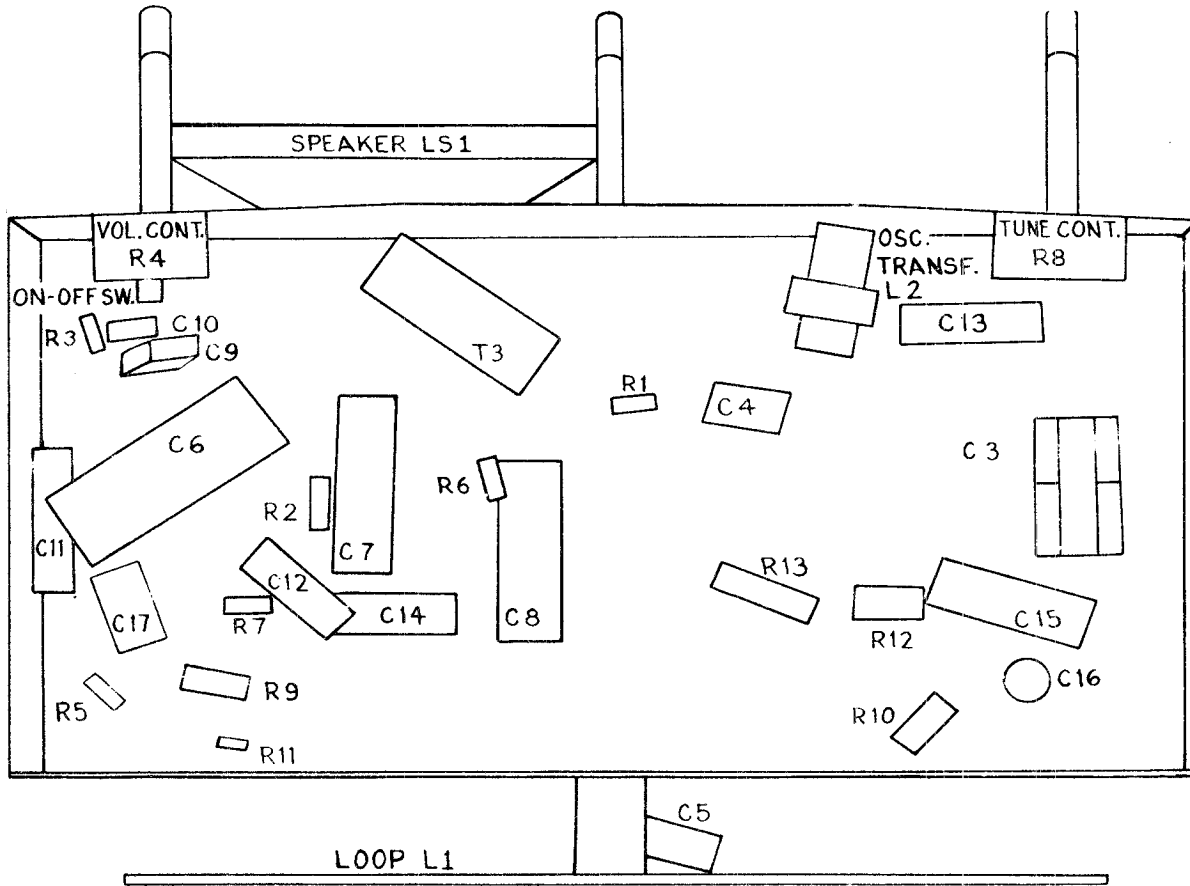 SPEAKER LS1
VOL. CONT.
R4
TUNE CONT.
R8
OSC.
TRANSF.
L2
ON-OFF SW.
R3
C10
C9
C13
T3
R1
C4
C6
C3
R6
R2
C11
C7
R13
C12
C17
C14
C8
C15
R7
R12
C16
R5
R9
R10
R11
C5
LOOP L1